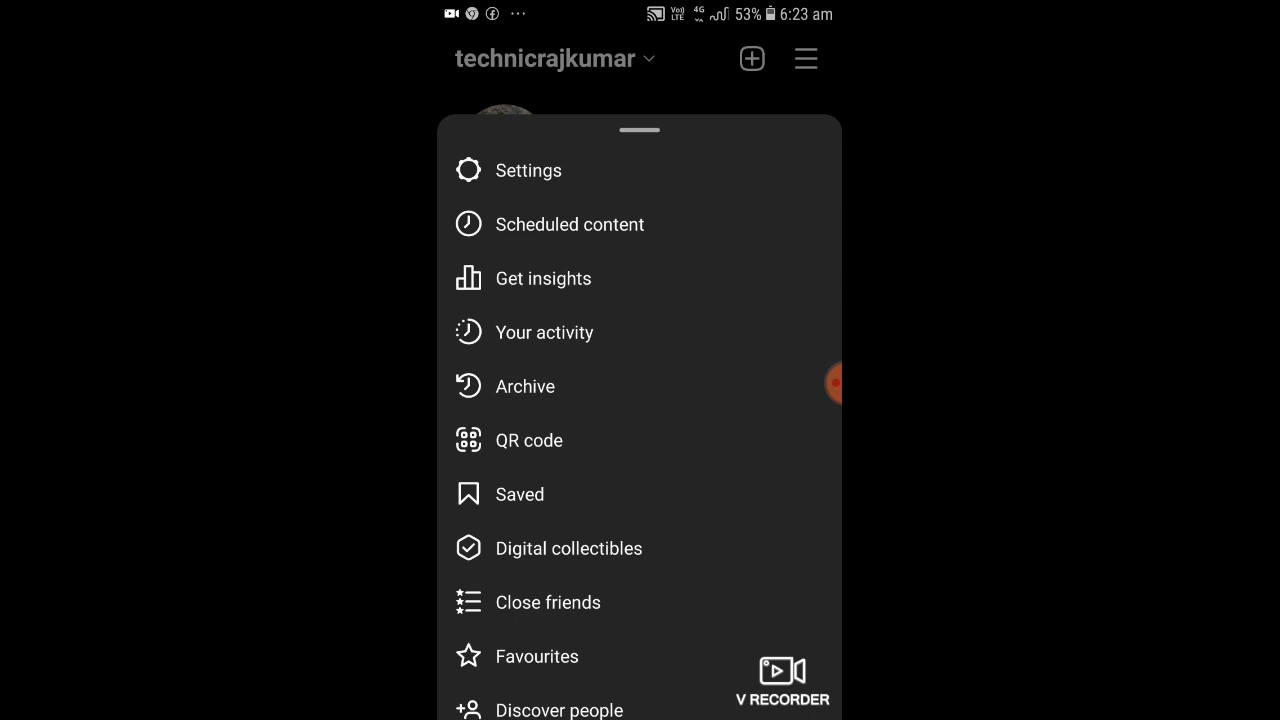 53% 6:23 am
technicrajkumar
Settings
Scheduled content
Get insights
Your activity
Archive
QR code
Saved
Digital collectibles
Close friends
Favourites
V RECORDER
Discover people